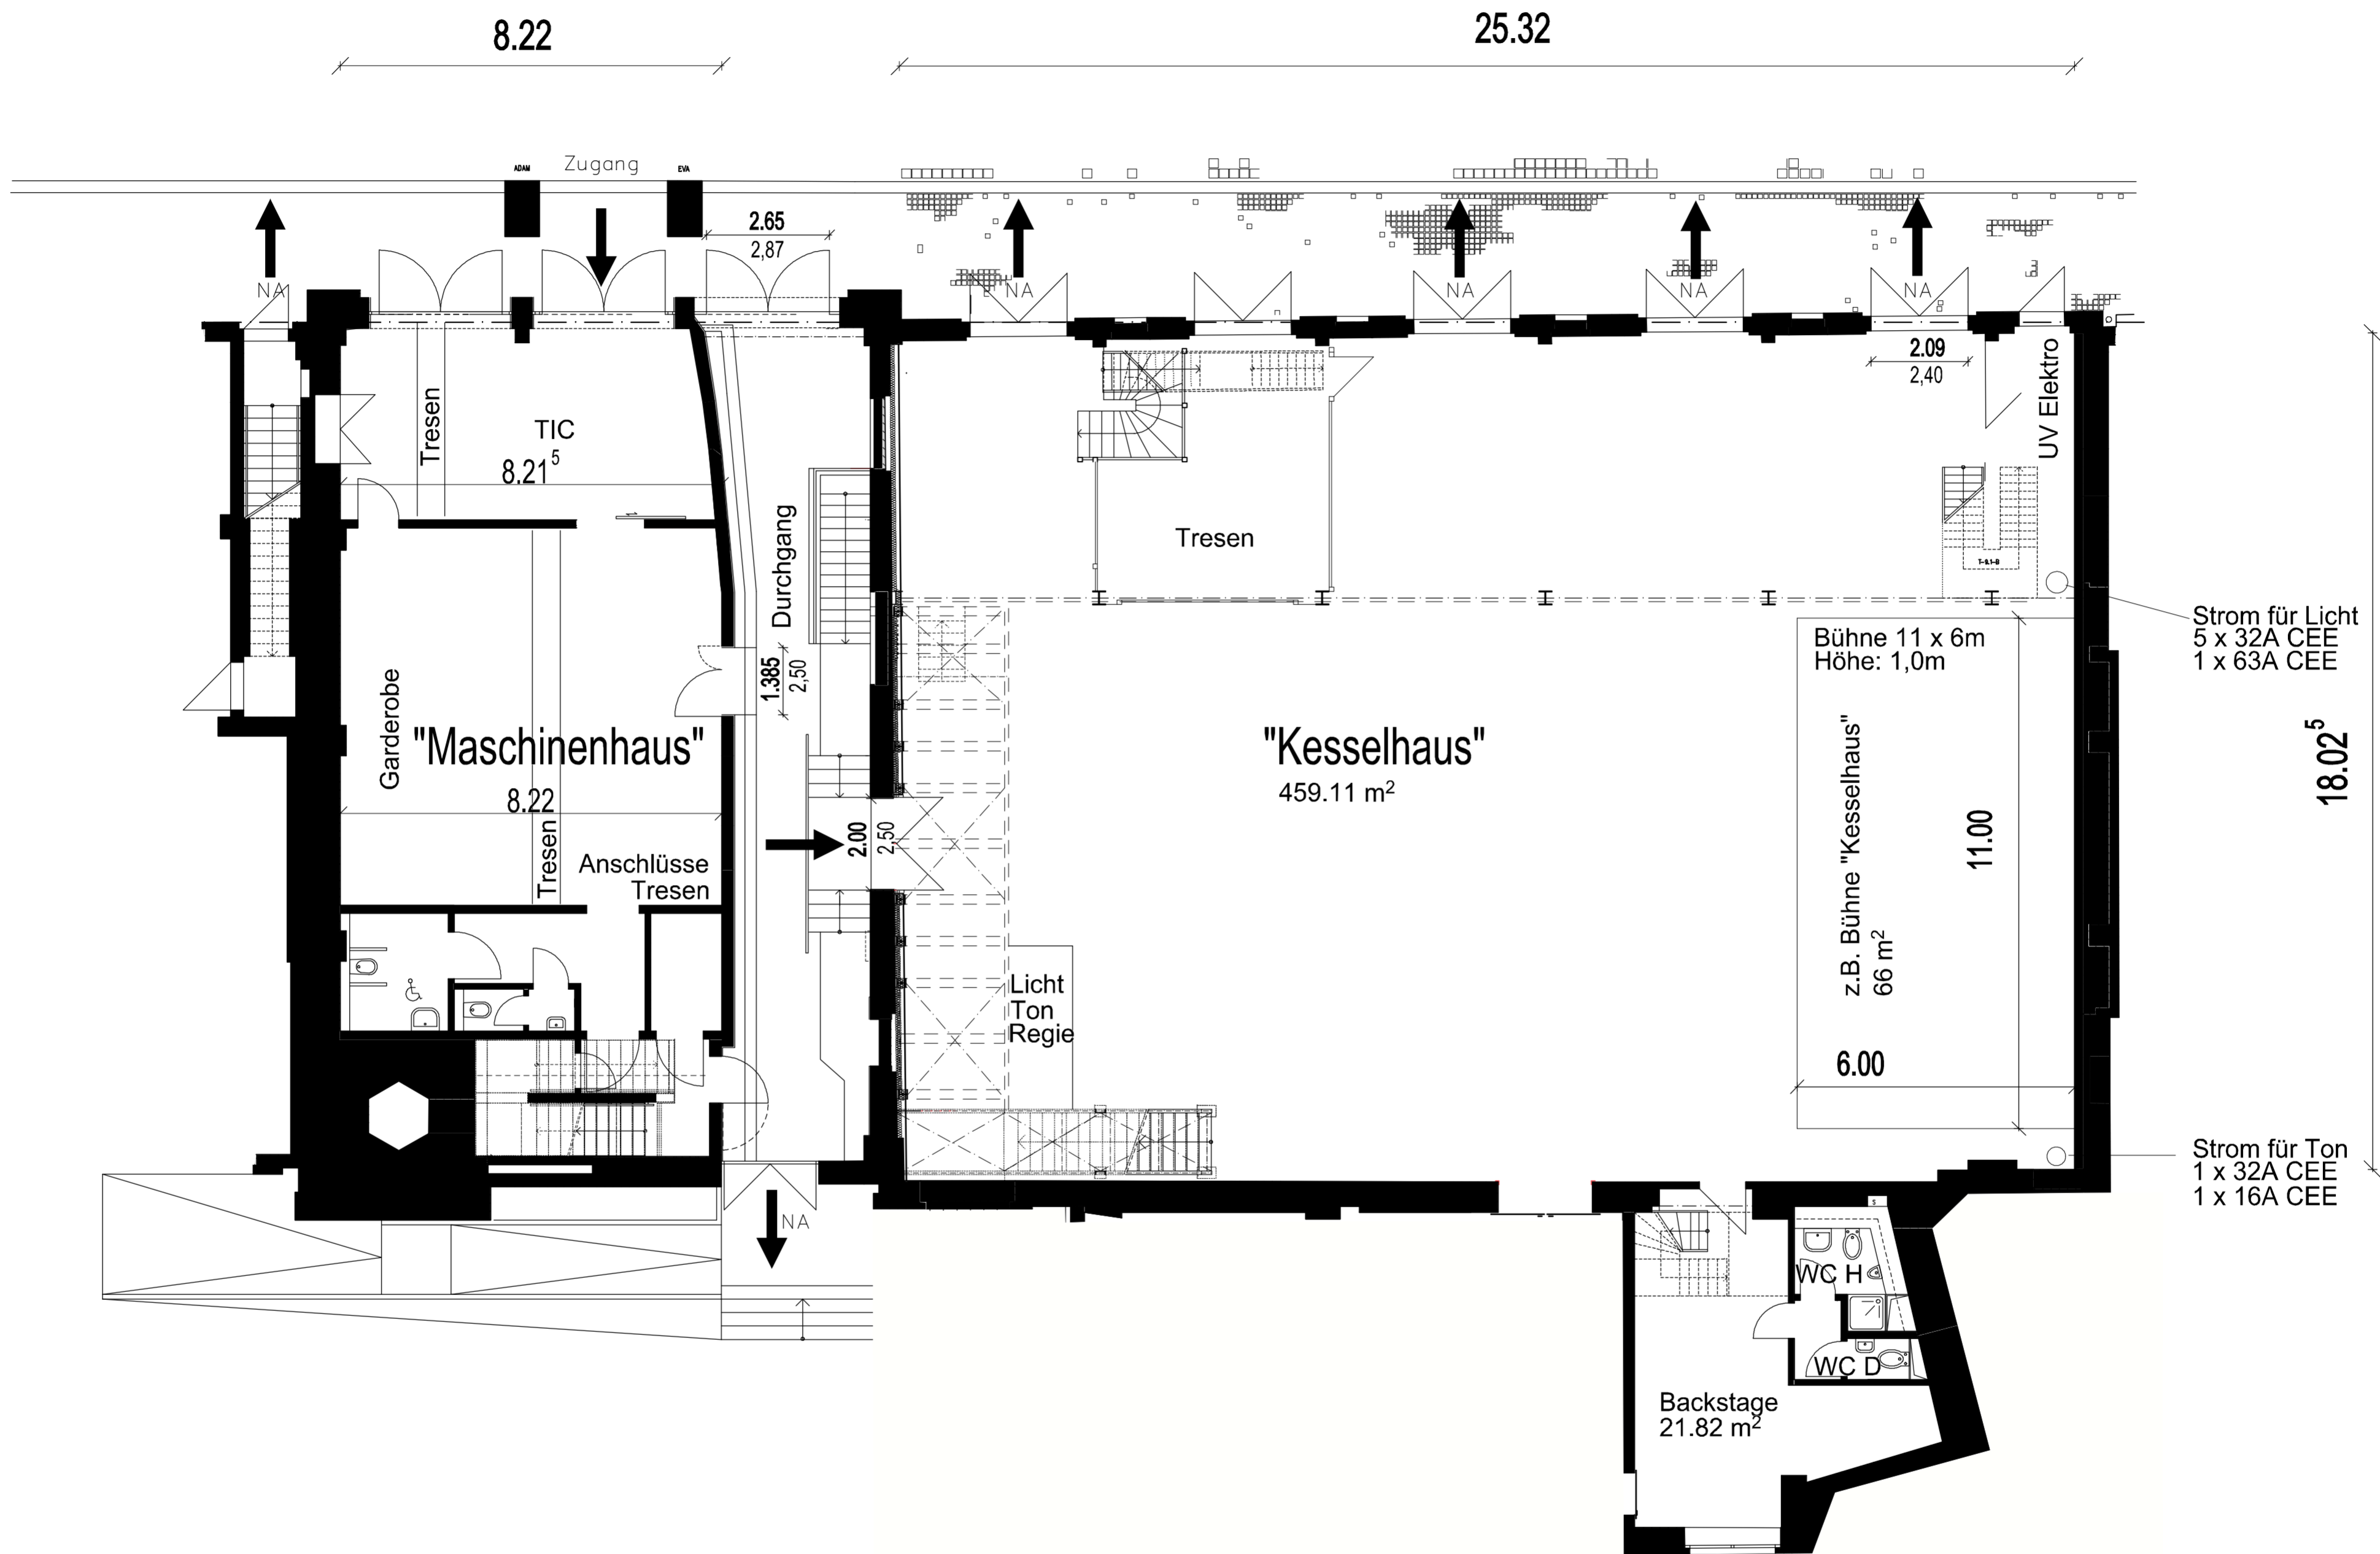 8.22
25.32
ADAM
Zugang
EVA
2.65
2,87
NA
NA
NA
NA
NA
2.09
2,40
UV Elektro
Tresen
TIC
8.21⁵
Durchgang
Tresen
T-9.1-B
Strom für Licht
5 x 32A CEE
1 x 63A CEE
Bühne 11 x 6m
Höhe: 1,0m
1.385
2,50
Garderobe
"Maschinenhaus"
8.22
Tresen
Anschlüsse
Tresen
2.00
2,50
"Kesselhaus"
459.11 m²
z.B. Bühne "Kesselhaus"
66 m²
11.00
18.02⁵
Licht
Ton
Regie
6.00
Strom für Ton
1 x 32A CEE
1 x 16A CEE
NA
S
WC H
WC D
Backstage
21.82 m²